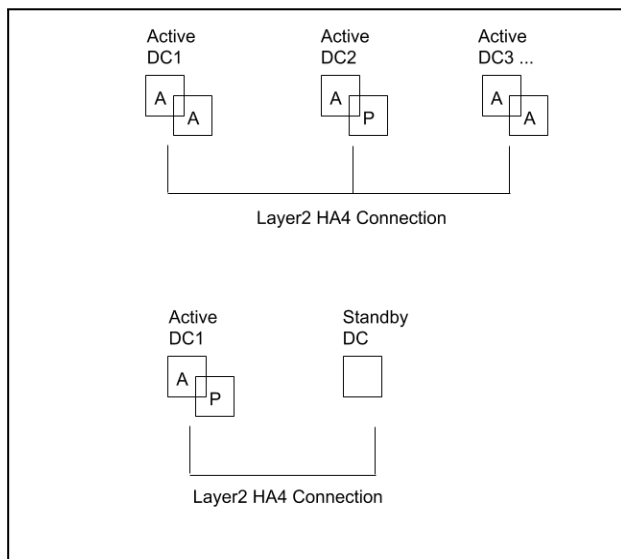 Active
DC1
Active
DC2
Active
DC3 ...
A
A
A
P
A
A
Layer2 HA4 Connection
Active
DC1
Standby
DC
A
P
Layer2 HA4 Connection